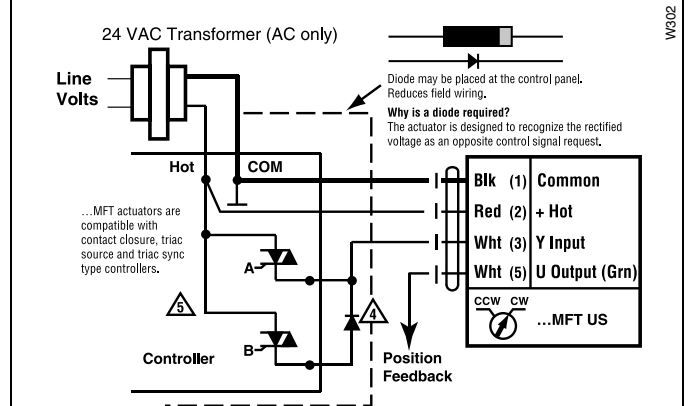 W302
24 VAC Transformer (AC only)
Line
Volts
Diode may be placed at the control panel.
Reduces field wiring.
Why is a diode required?
The actuator is designed to recognize the rectified
voltage as an opposite control signal request.
Hot
COM
Blk (1) Common
Red (2) + Hot
Wht (3) Y Input
Wht (5) U Output (Grn)
...MFT actuators are
compatible with
contact closure, triac
source and triac sync
type controllers.
A
5
4
B
CCW CW
...MFT US
Controller
Position
Feedback